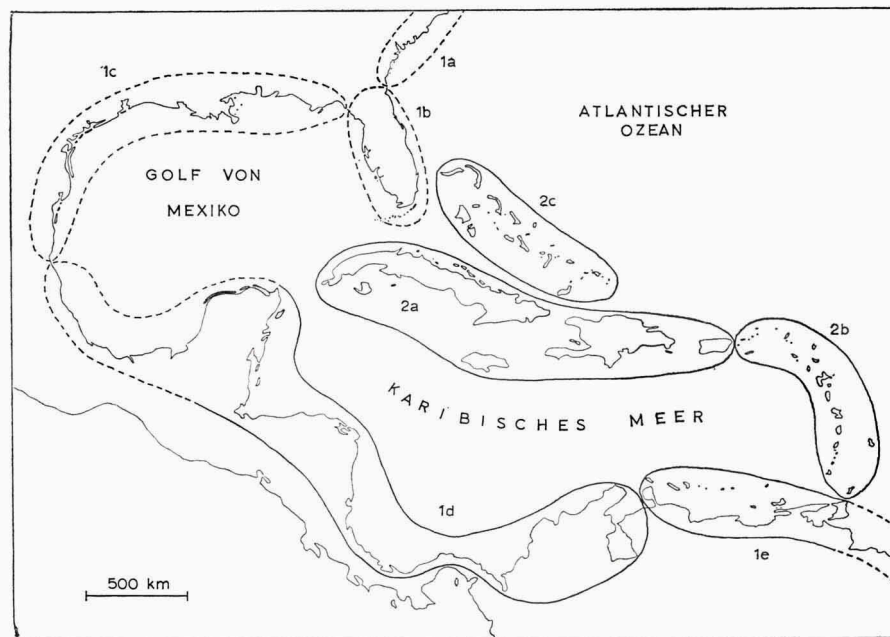 1c
1a
1b
ATLANTISCHER
OZEAN
GOLF VON
MEXIKO
2c
2a
2b
KARIBISCHES MEER
1d
1e
500 km